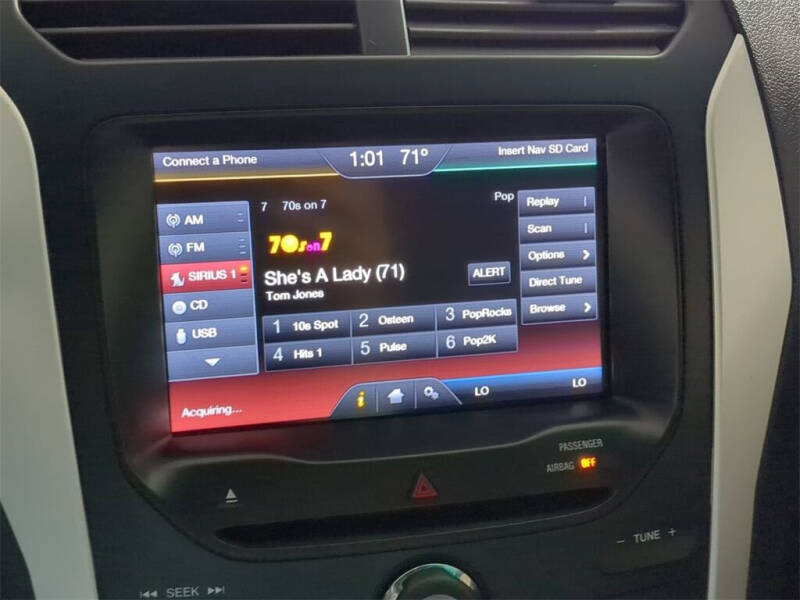 Connect a Phone
1:01 71°
Insert Nav SD Card
AM
FM
SIRIUS 1
CD
USB
7 70s on 7
Pop
70s on 7
She's A Lady (71)
Tom Jones
ALERT
Replay
Scan
Options
Direct Tune
Browse
1 10s Spot
2 Osteen
3 PopRocks
4 Hits 1
5 Pulse
6 Pop2K
Acquiring...
i
LO
LO
PASSENGER
AIRBAG OFF
- TUNE +
SEEK